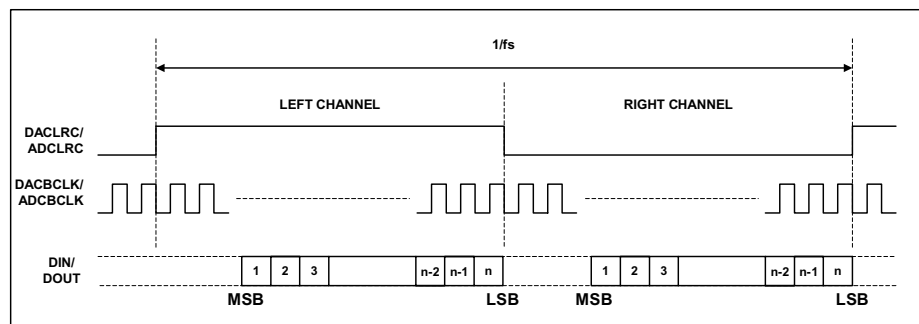 1/fs
LEFT CHANNEL
RIGHT CHANNEL
DACLRC/
ADCLRC
DACBCLK/
ADCBCLK
DIN/
DOUT
1 2 3 n-2 n-1 n 1 2 3 n-2 n-1 n
MSB LSB MSB LSB